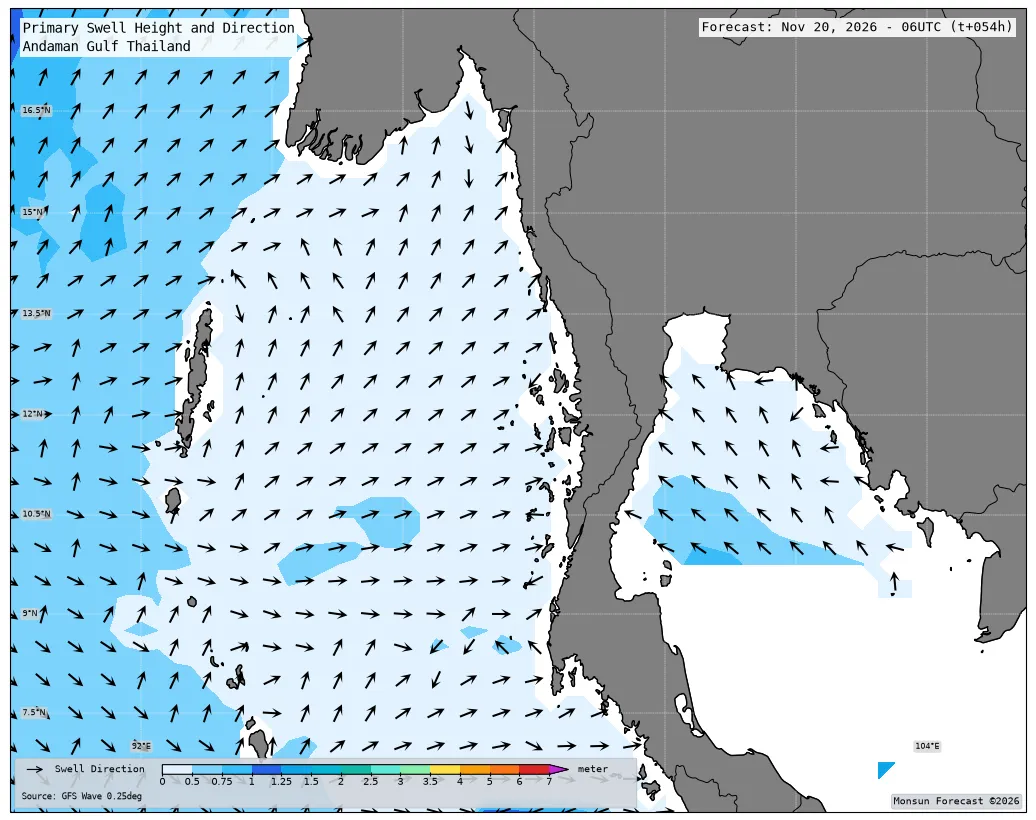 Primary Swell Height and Direction
Andaman Gulf Thailand
Forecast: Nov 20, 2026 - 06UTC (t+054h)
16.5°N
15°N
13.5°N
12°N
10.5°N
9°N
7.5°N
92°E
104°E
Swell Direction
meter
0 0.5 0.75 1 1.25 1.5 2 2.5 3 3.5 4 5 6 7
Source: GFS Wave 0.25deg
Monsun Forecast ©2026